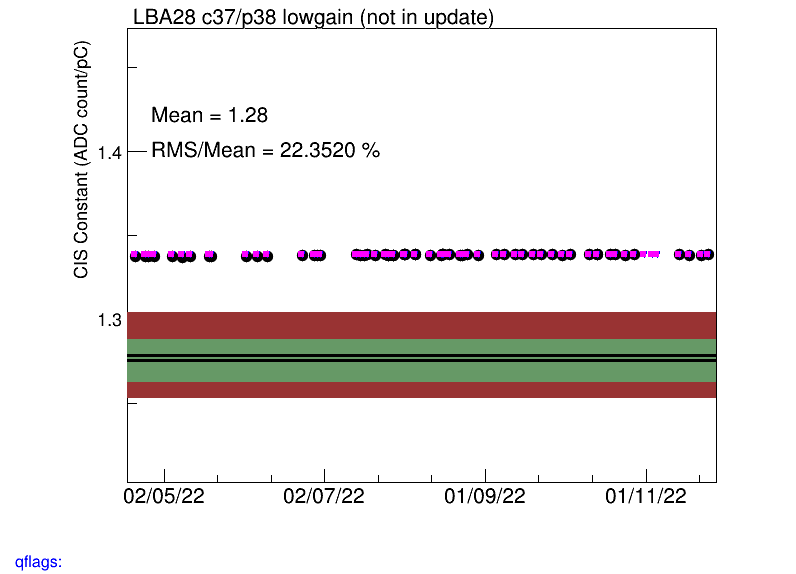 LBA28 c37/p38 lowgain (not in update)
CIS Constant (ADC count/pC)
Mean = 1.28
RMS/Mean = 22.3520 %
1.4
1.3
02/05/22 02/07/22 01/09/22 01/11/22
qflags: